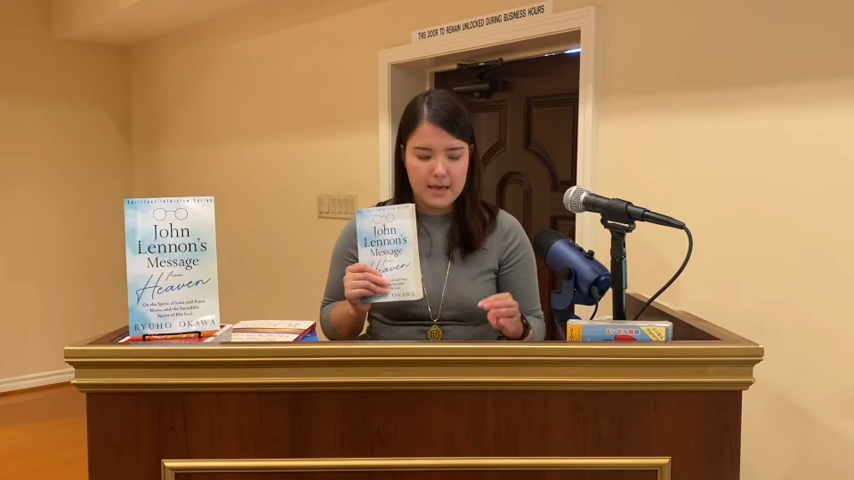 THIS DOOR TO REMAIN UNLOCKED DURING BUSINESS HOURS
Spiritual Interview Series
John
Lennon's
Message
from
Heaven
On the Spirit of Love and Peace,
Music, and the Incredible
Secret of His Soul
RYUHO OKAWA
John
Lennon's
Message
from
Heaven
RYUHO OKAWA